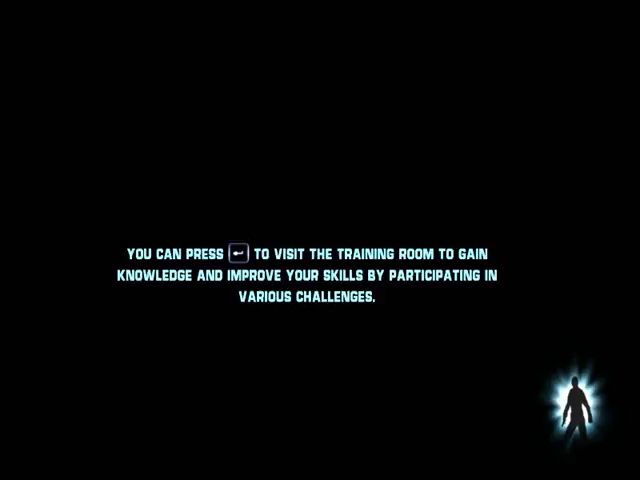 YOU CAN PRESS ↵ TO VISIT THE TRAINING ROOM TO GAIN
KNOWLEDGE AND IMPROVE YOUR SKILLS BY PARTICIPATING IN
VARIOUS CHALLENGES.